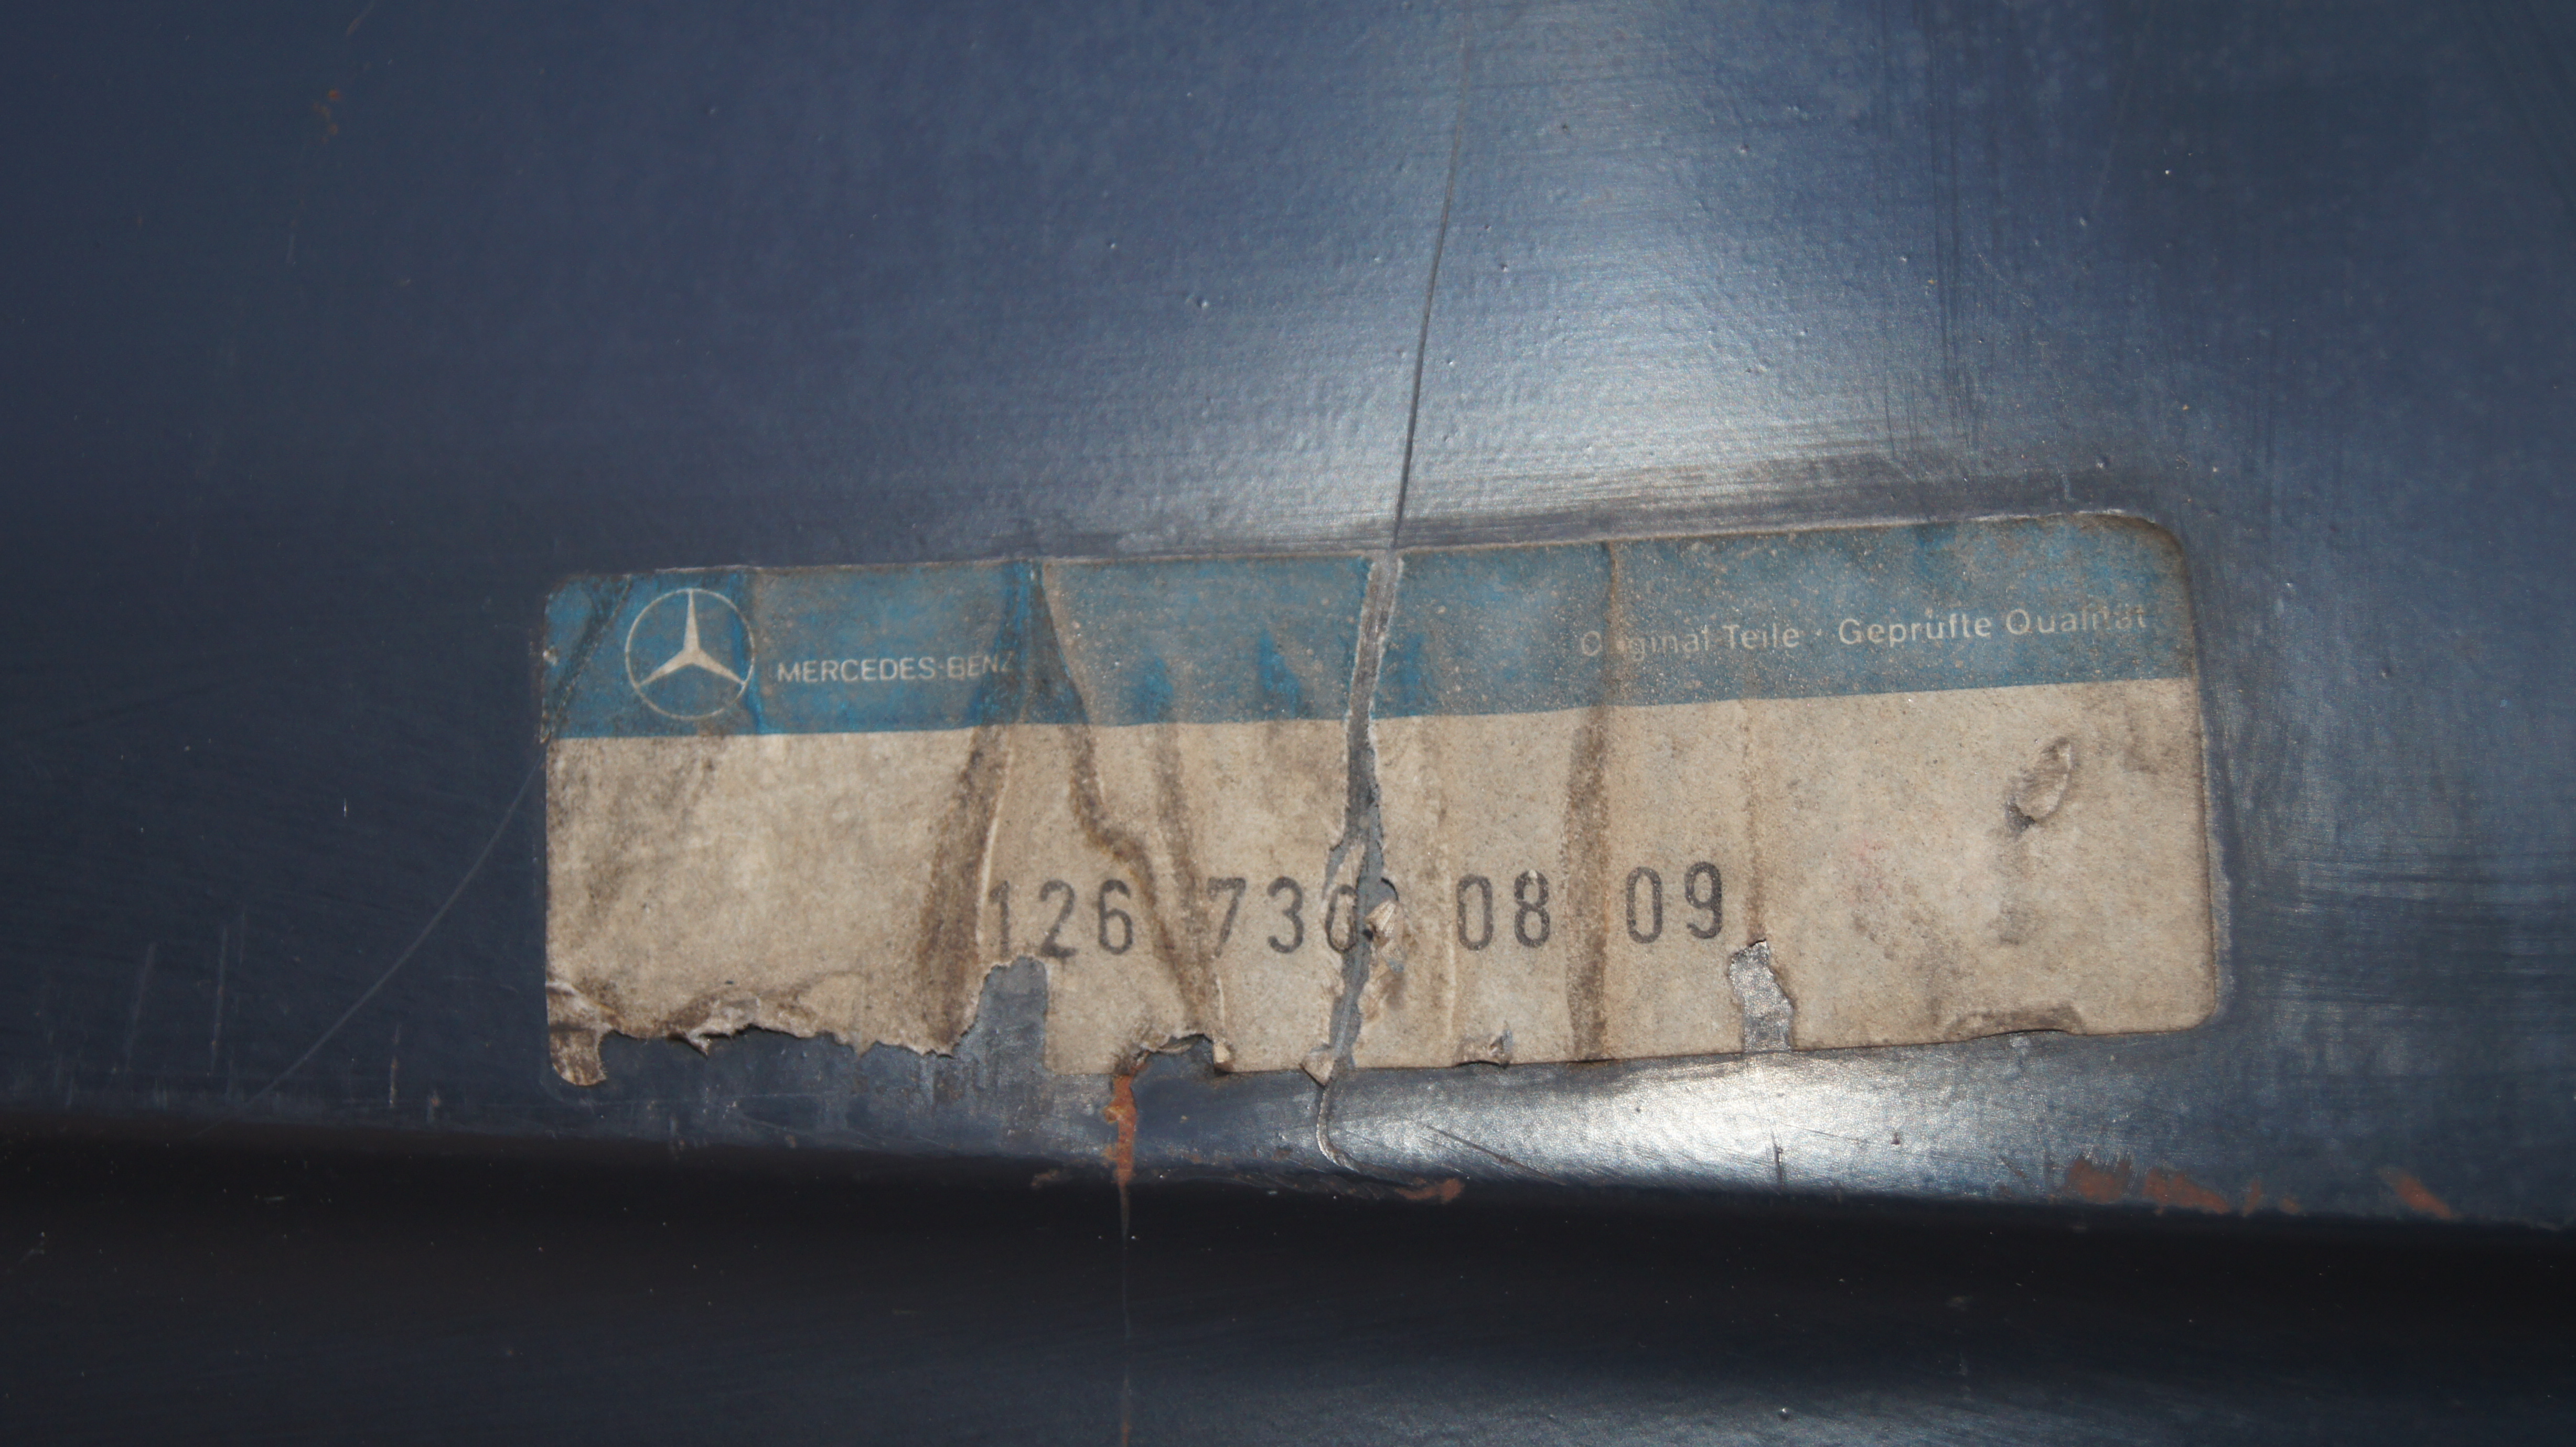 MERCEDES-BENZ
Original-Teile · Geprüfte Qualität
126 730 08 09